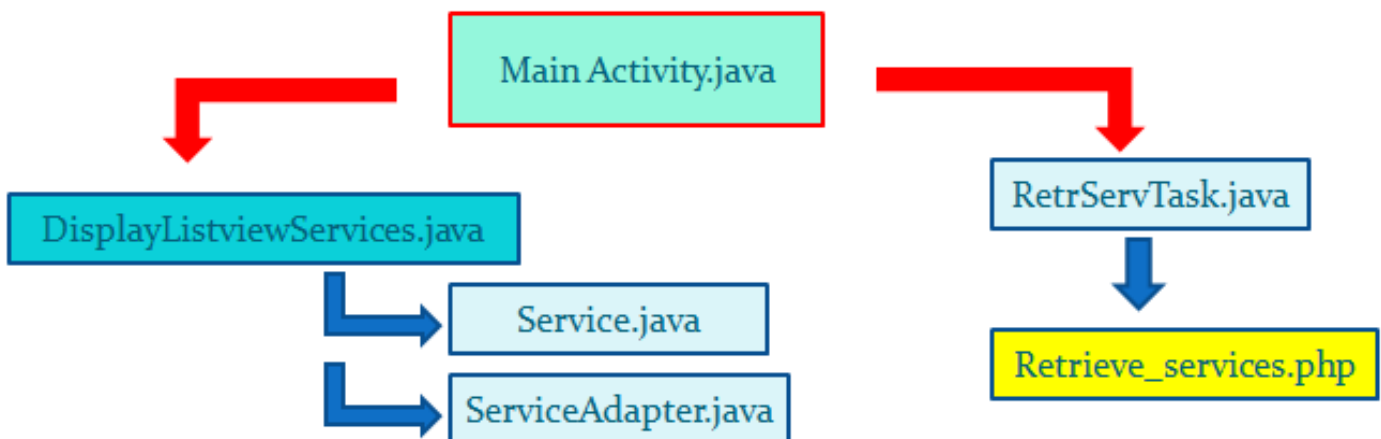 Main Activity.java
DisplayListviewServices.java
RetrServTask.java
Service.java
Retrieve_services.php
ServiceAdapter.java